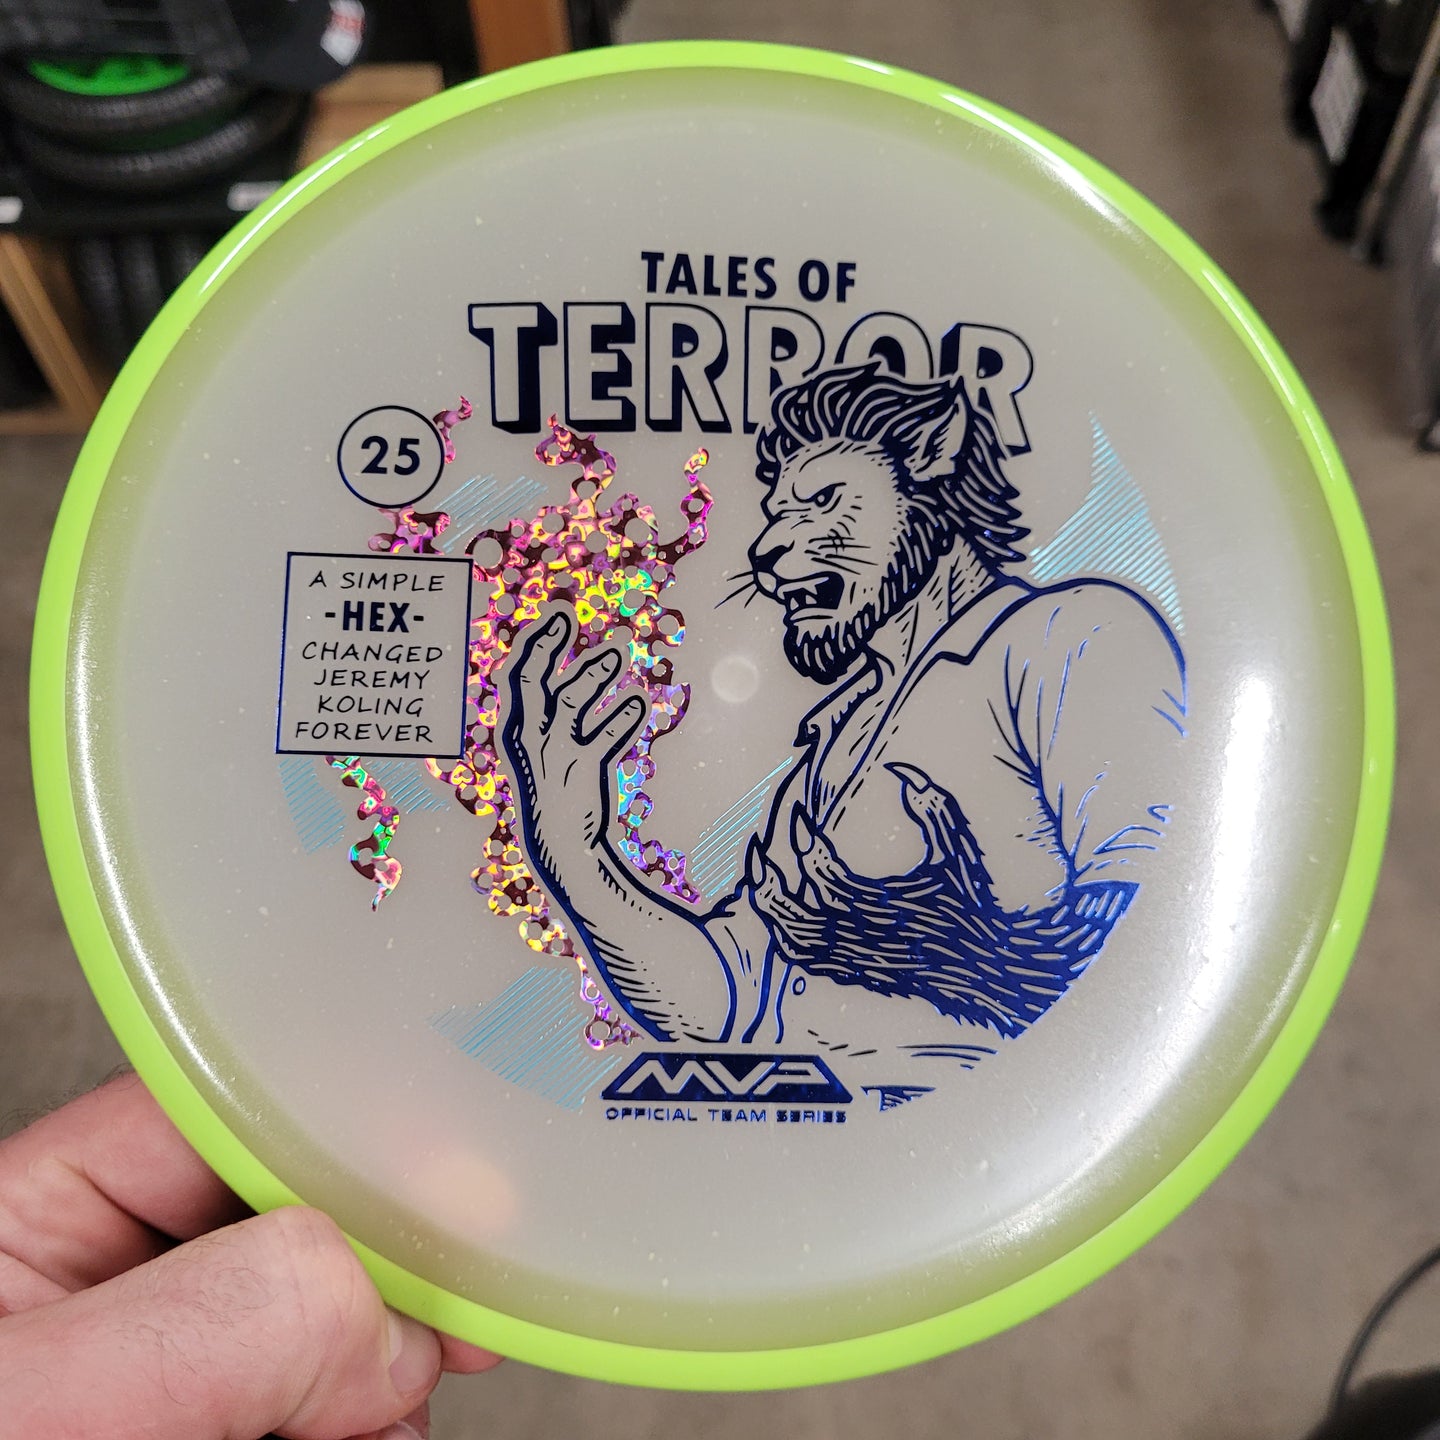 TALES OF
TERROR
25
A SIMPLE
-HEX-
CHANGED
JEREMY
KOLING
FOREVER
MVP
OFFICIAL TEAM SERIES